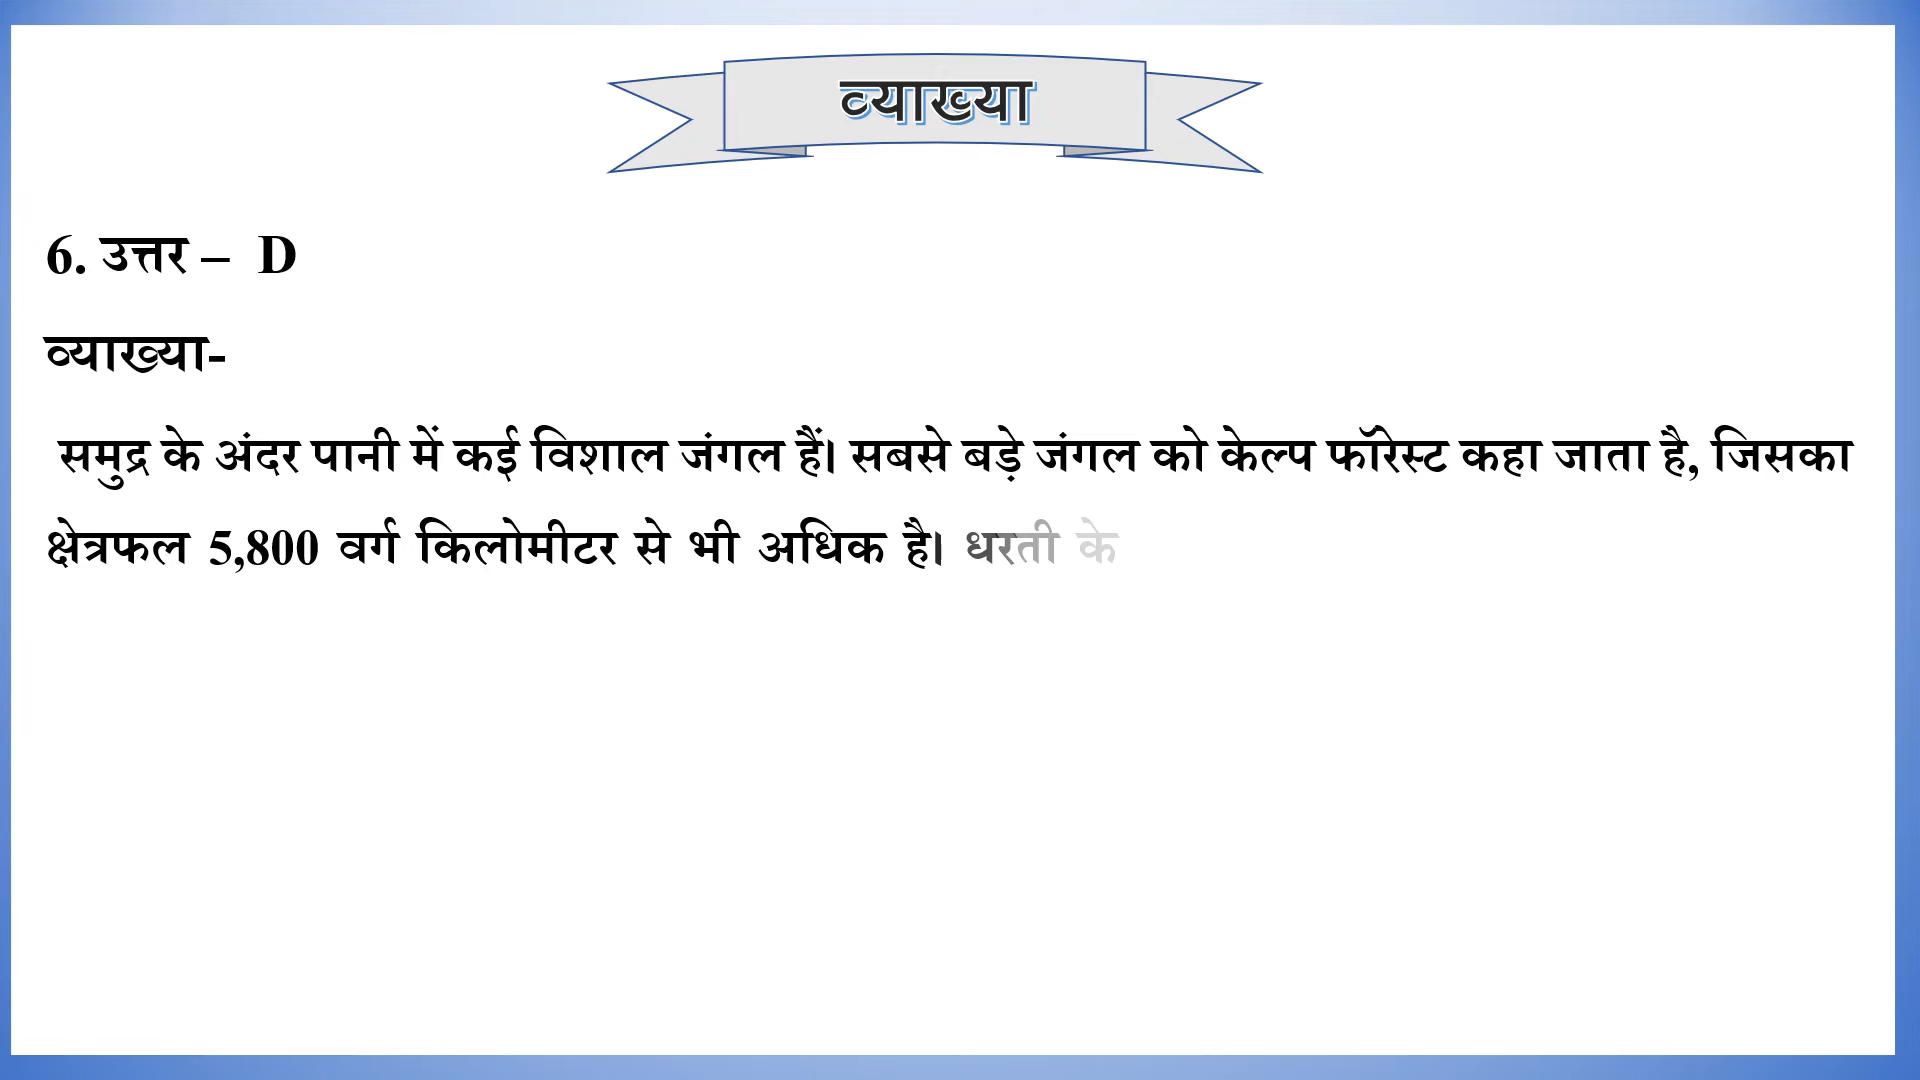 व्याख्या
6. उत्तर – D
व्याख्या-
समुद्र के अंदर पानी में कई विशाल जंगल हैं। सबसे बड़े जंगल को केल्प फॉरेस्ट कहा जाता है, जिसका
क्षेत्रफल 5,800 वर्ग किलोमीटर से भी अधिक है। धरती के